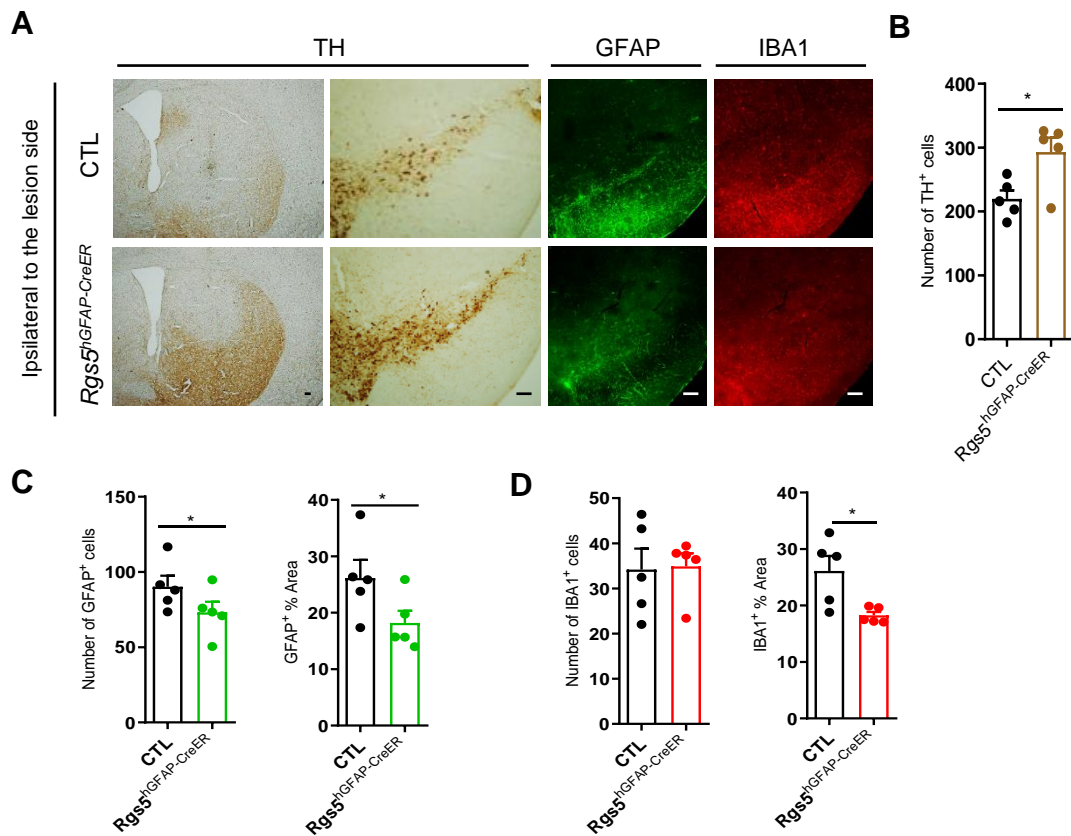 A
TH
GFAP
IBA1
Ipsilateral to the lesion side
CTL
Rgs5hGFAP-CreER
B
Number of TH+ cells
400
300
200
100
0
*
CTL
Rgs5hGFAP-CreER
C
Number of GFAP+ cells
150
100
50
0
*
CTL
Rgs5hGFAP-CreER
GFAP+ % Area
40
30
20
10
0
*
CTL
Rgs5hGFAP-CreER
D
Number of IBA1+ cells
50
40
30
20
10
0
CTL
Rgs5hGFAP-CreER
IBA1+ % Area
40
30
20
10
0
*
CTL
Rgs5hGFAP-CreER